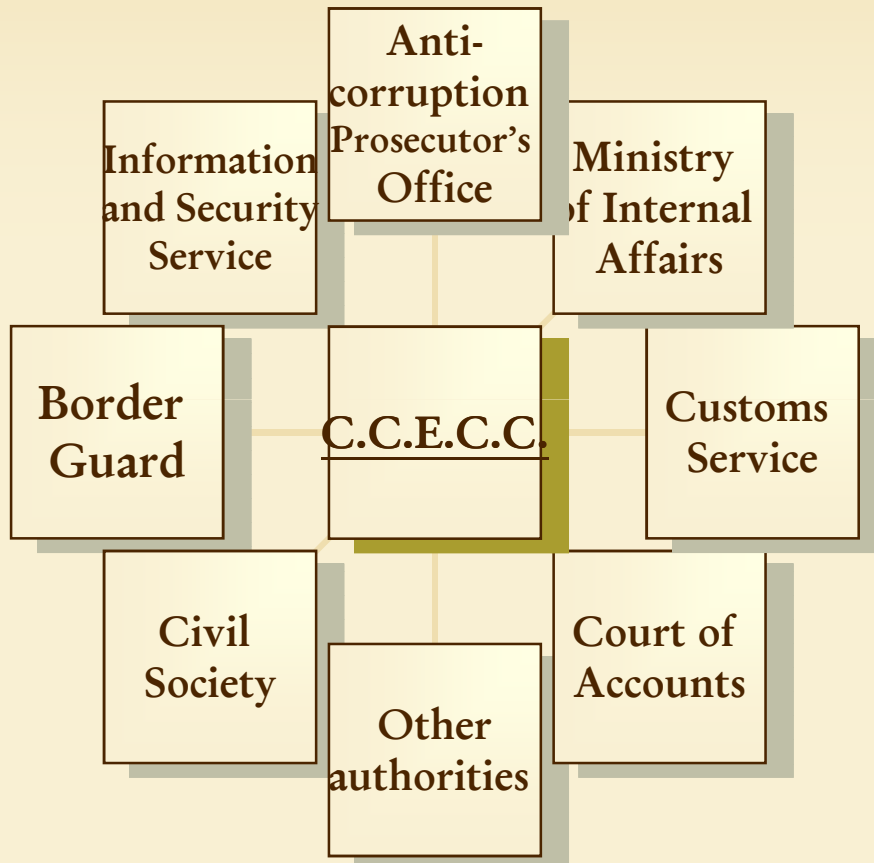 Anti-
corruption
Prosecutor's
Office
Information
and Security
Service
Ministry
of Internal
Affairs
Border
Guard
C.C.E.C.C.
Customs
Service
Civil
Society
Court of
Accounts
Other
authorities